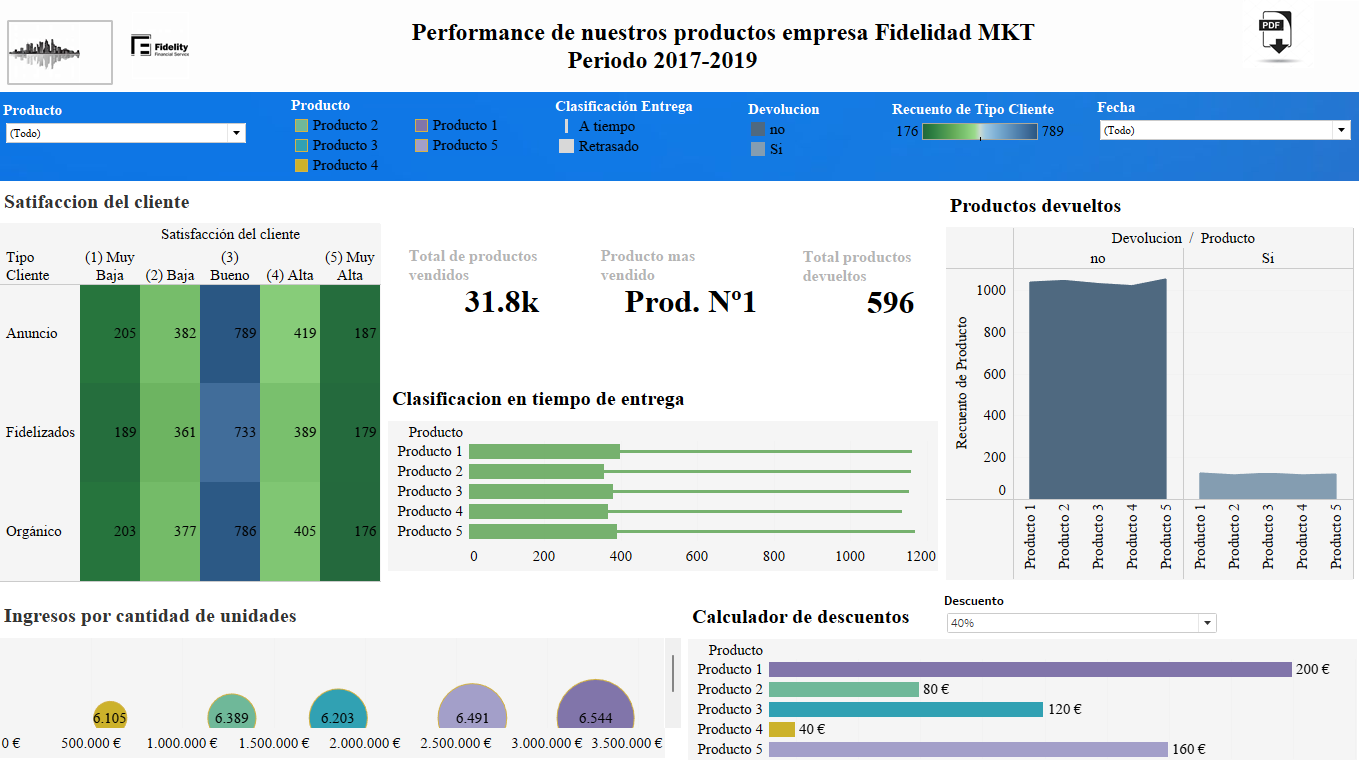 Performance de nuestros productos empresa Fidelidad MKT
Periodo 2017-2019
Fidelity
PDF
Producto
(Todo)
Producto
Producto 2
Producto 1
Producto 3
Producto 5
Producto 4
Clasificación Entrega
A tiempo
Retrasado
Devolucion
no
Si
Recuento de Tipo Cliente
176 789
Fecha
(Todo)
Satifaccion del cliente
Satisfacción del cliente
Tipo Cliente (1) Muy Baja (2) Baja (3) Bueno (4) Alta (5) Muy Alta
Anuncio 205 382 789 419 187
Fidelizados 189 361 733 389 179
Orgánico 203 377 786 405 176
Total de productos
vendidos
31.8k
Producto mas
vendido
Prod. Nº1
Total productos
devueltos
596
Clasificacion en tiempo de entrega
Producto
Producto 1
Producto 2
Producto 3
Producto 4
Producto 5
0 200 400 600 800 1000 1200
Productos devueltos
Devolucion / Producto
no Si
Recuento de Producto
1000
800
600
400
200
0
Producto 1 Producto 2 Producto 3 Producto 4 Producto 5 Producto 1 Producto 2 Producto 3 Producto 4 Producto 5
Ingresos por cantidad de unidades
6.105 6.389 6.203 6.491 6.544
0 € 500.000 € 1.000.000 € 1.500.000 € 2.000.000 € 2.500.000 € 3.000.000 € 3.500.000 €
Calculador de descuentos
Descuento
40%
Producto
Producto 1 200 €
Producto 2 80 €
Producto 3 120 €
Producto 4 40 €
Producto 5 160 €